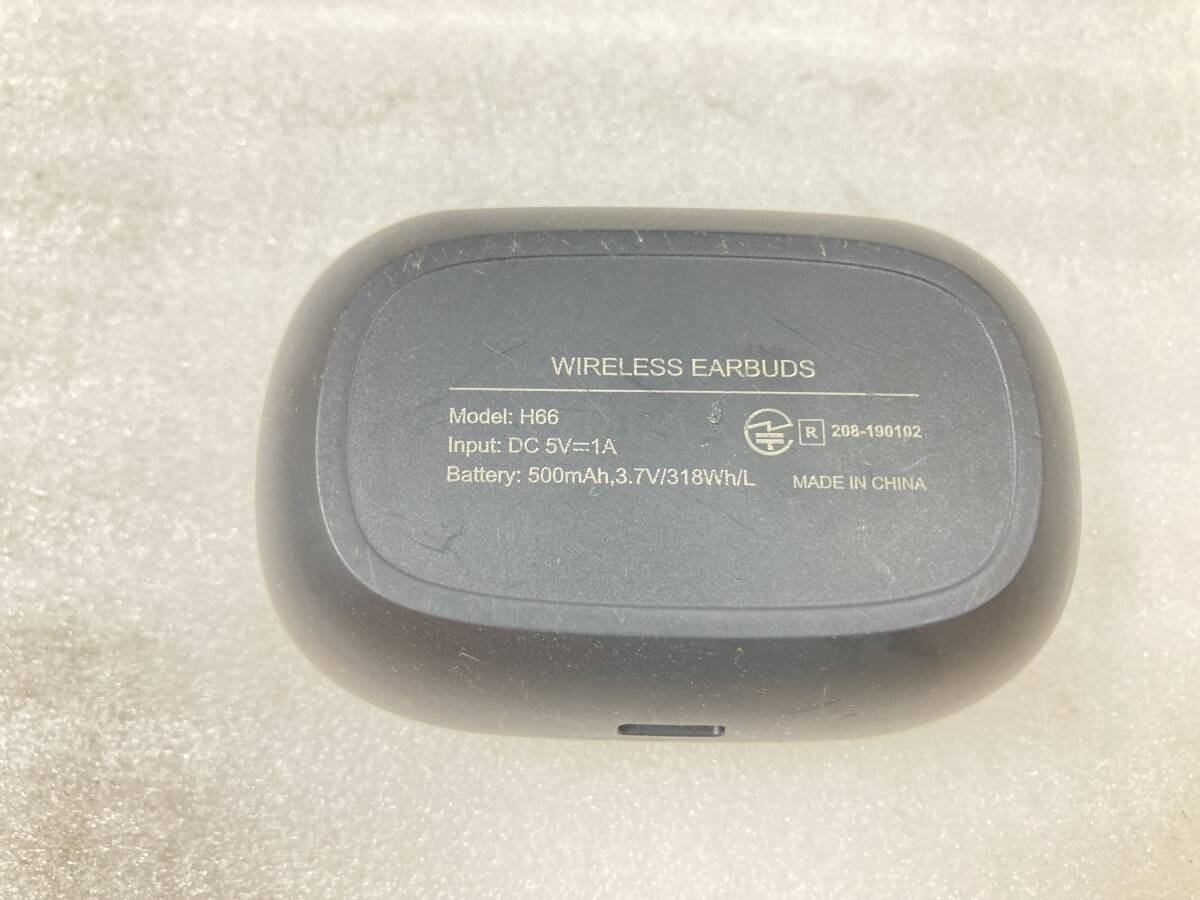 WIRELESS EARBUDS
Model: H66
Input: DC 5V⎓1A
Battery: 500mAh,3.7V/318Wh/L
R 208-190102
MADE IN CHINA